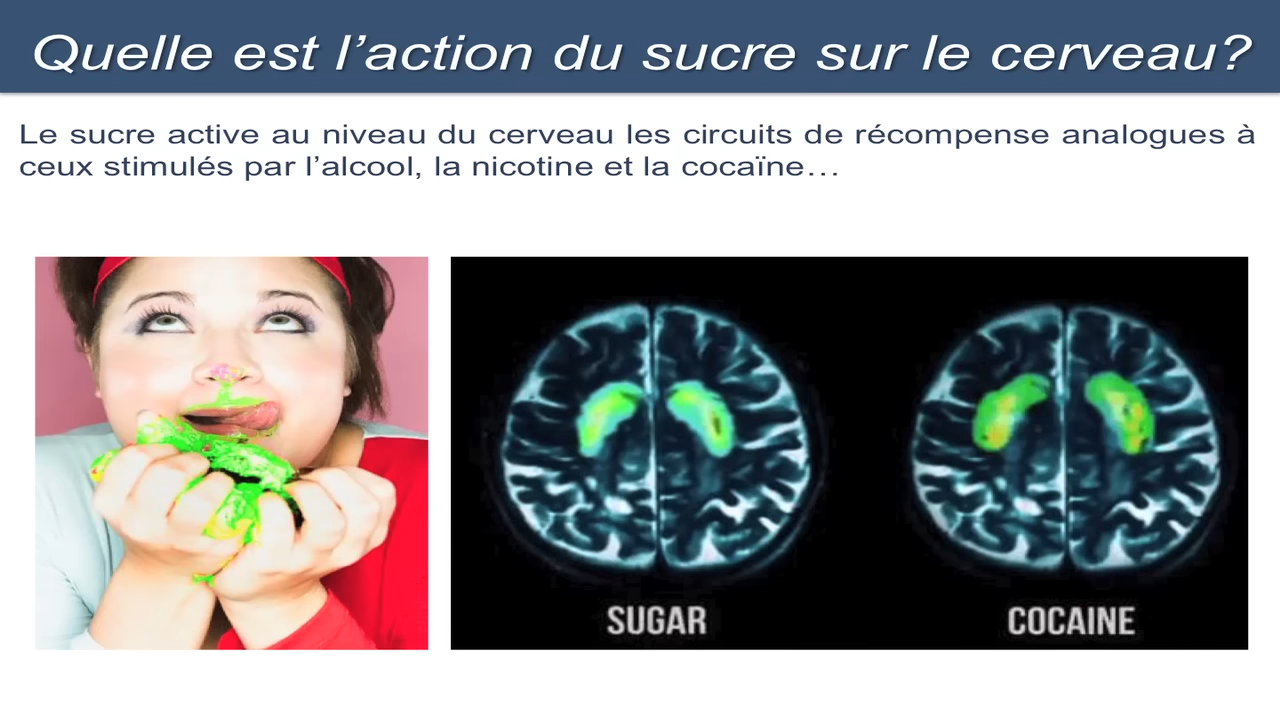 Quelle est l’action du sucre sur le cerveau?
Le sucre active au niveau du cerveau les circuits de récompense analogues à
ceux stimulés par l’alcool, la nicotine et la cocaïne…
SUGAR
COCAINE